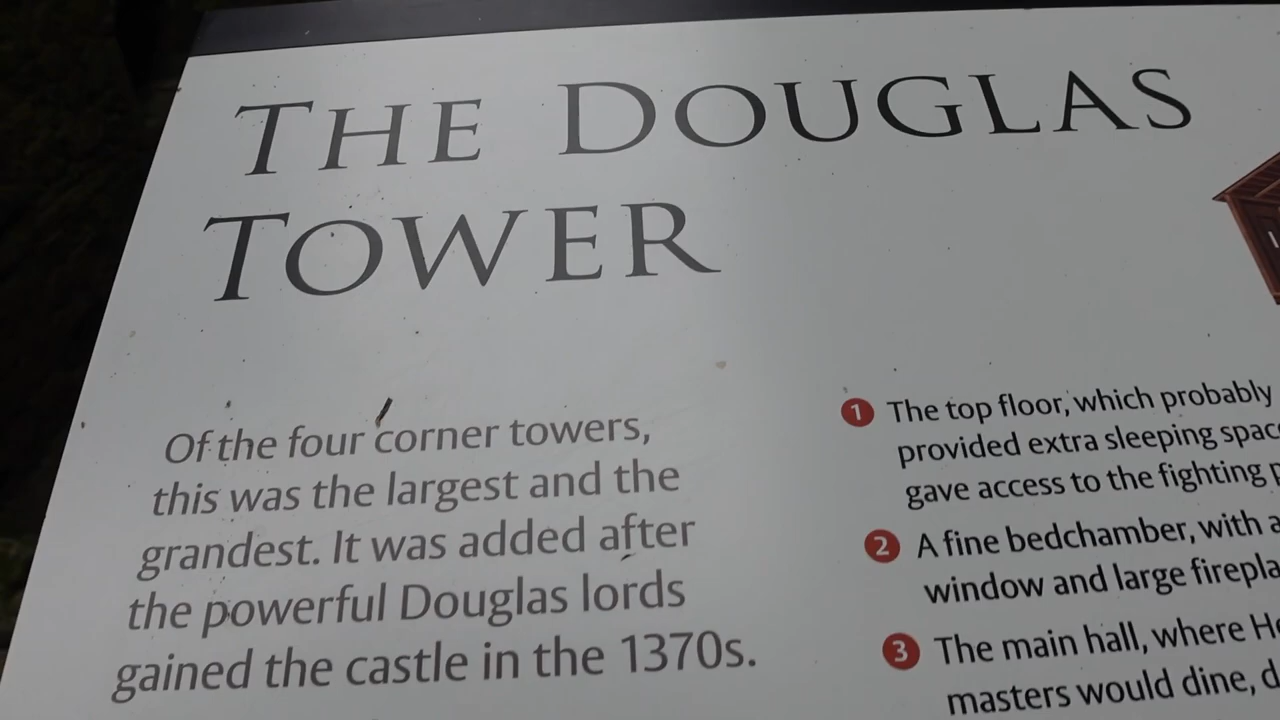 THE DOUGLAS
TOWER
Of the four corner towers,
this was the largest and the
grandest. It was added after
the powerful Douglas lords
gained the castle in the 1370s.
1 The top floor, which probably
provided extra sleeping
gave access to the fighting
2 A fine bedchamber, with
window and large
3 The main hall, where
masters would dine,